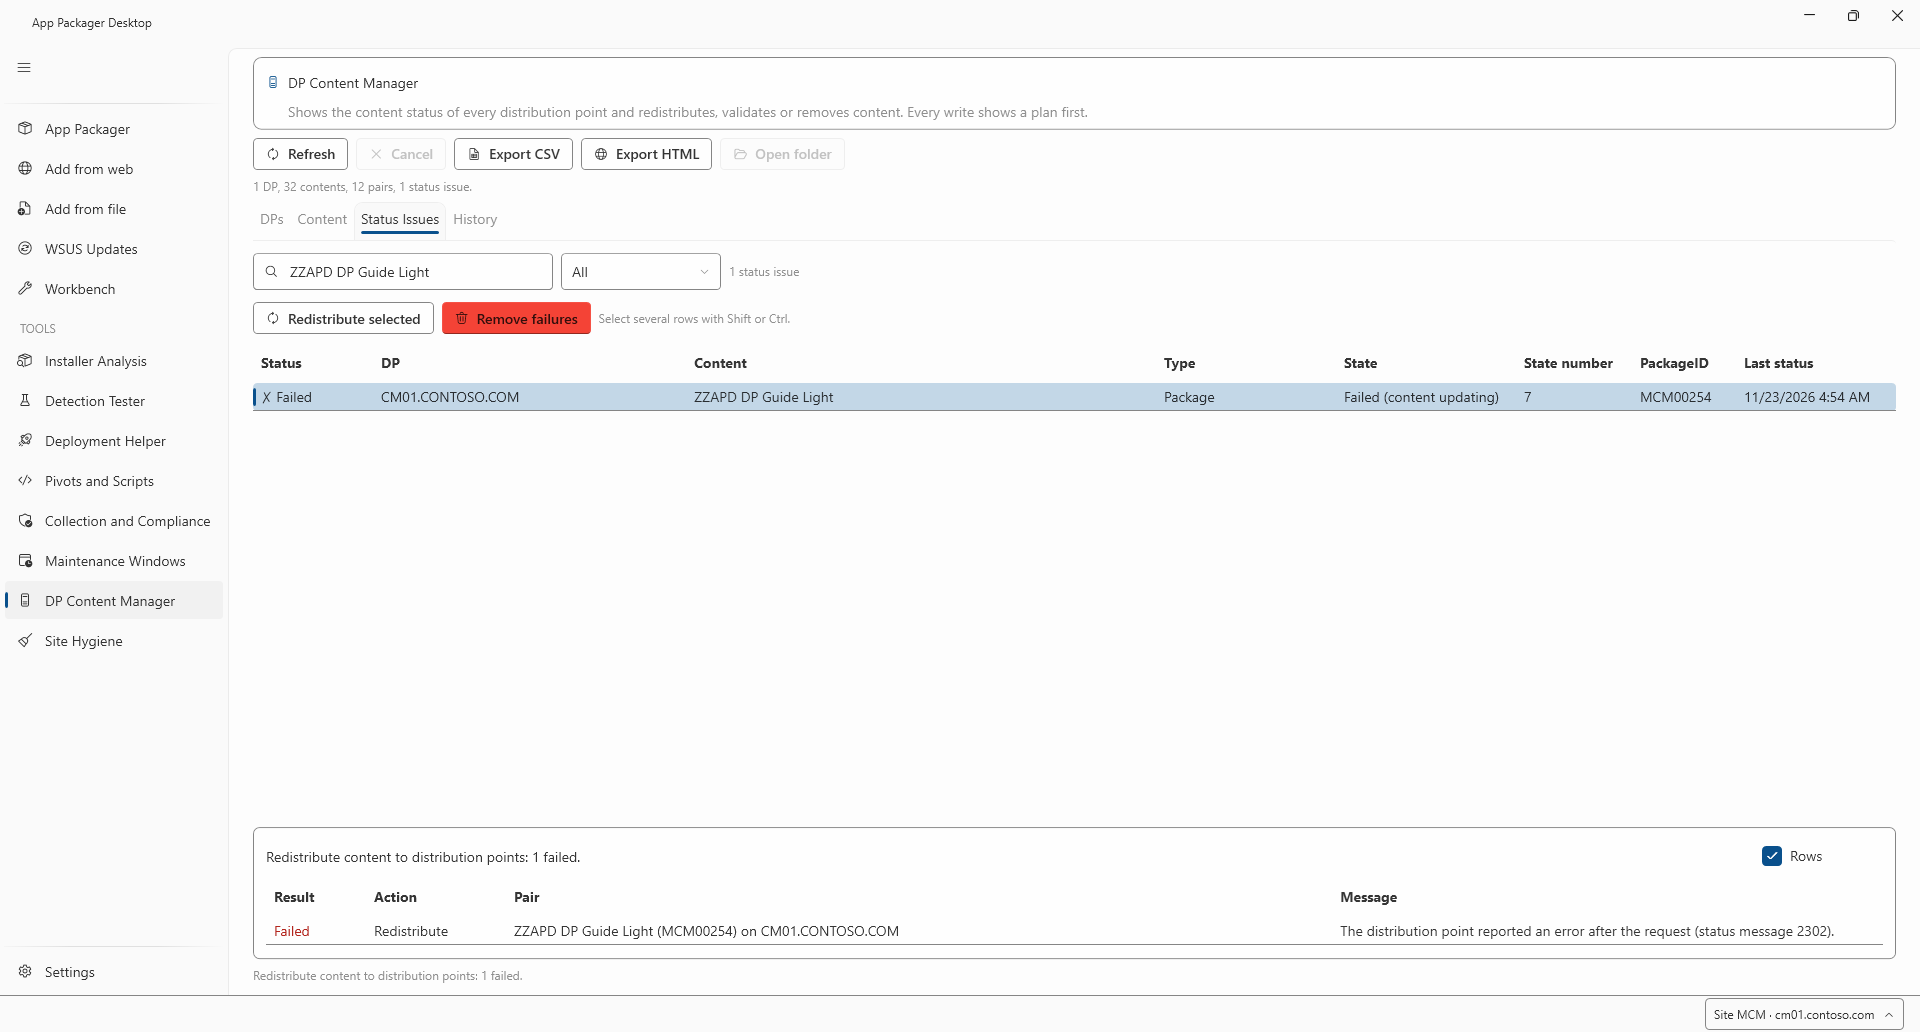 App Packager Desktop
App Packager
Add from web
Add from file
WSUS Updates
Workbench
TOOLS
Installer Analysis
Detection Tester
Deployment Helper
Pivots and Scripts
Collection and Compliance
Maintenance Windows
DP Content Manager
Site Hygiene
Settings
DP Content Manager
Shows the content status of every distribution point and redistributes, validates or removes content. Every write shows a plan first.
Refresh Cancel Export CSV Export HTML Open folder
1 DP, 32 contents, 12 pairs, 1 status issue.
DPs Content Status Issues History
ZZAPD DP Guide Light All 1 status issue
Redistribute selected Remove failures Select several rows with Shift or Ctrl.
Status DP Content Type State State number PackageID Last status
X Failed CM01.CONTOSO.COM ZZAPD DP Guide Light Package Failed (content updating) 7 MCM00254 11/23/2026 4:54 AM
Redistribute content to distribution points: 1 failed. Rows
Result Action Pair Message
Failed Redistribute ZZAPD DP Guide Light (MCM00254) on CM01.CONTOSO.COM The distribution point reported an error after the request (status message 2302).
Redistribute content to distribution points: 1 failed.
Site MCM · cm01.contoso.com